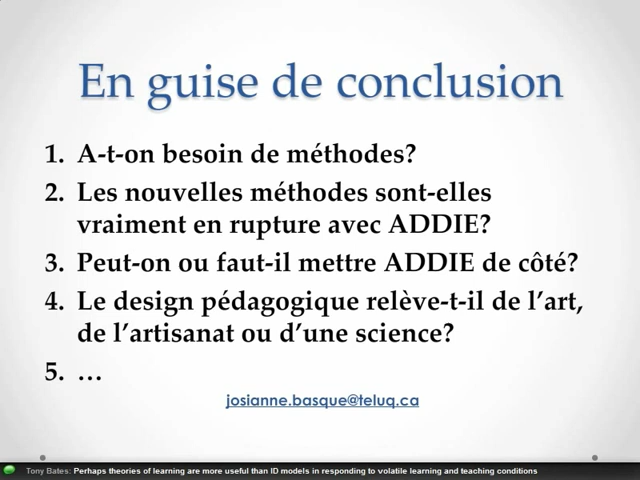 En guise de conclusion
1. A-t-on besoin de méthodes?
2. Les nouvelles méthodes sont-elles
vraiment en rupture avec ADDIE?
3. Peut-on ou faut-il mettre ADDIE de côté?
4. Le design pédagogique relève-t-il de l’art,
de l’artisanat ou d’une science?
5. …
josianne.basque@teluq.ca
Tony Bates: Perhaps theories of learning are more useful than ID models in responding to volatile learning and teaching conditions